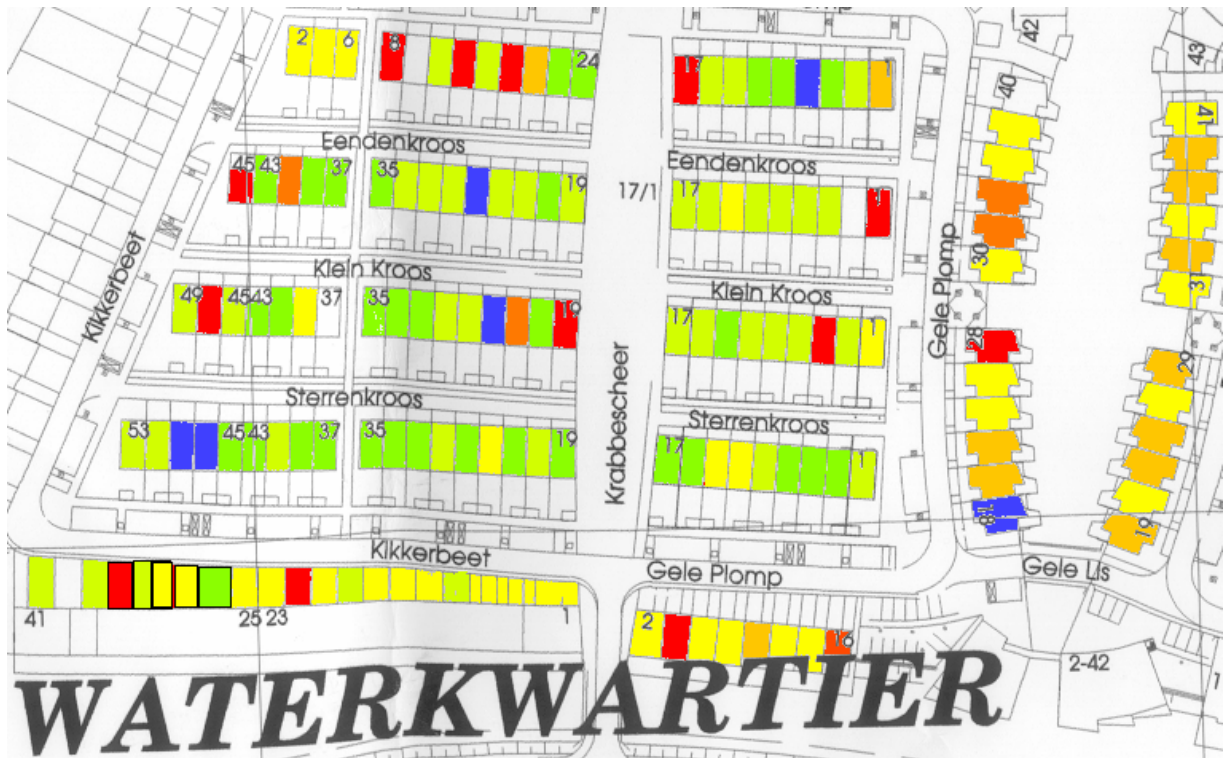 42
43
2 6
8
24
17 1
40
41
Eendenkroos
Eendenkroos
45 43 37
35 19
17/1
17 1
30
31
Kikkerbeet
Klein Kroos
Klein Kroos
Gele Plomp
49 45 43 37
35 19
17 1
28
29
Krabbescheer
Sterrenkroos
Sterrenkroos
53 45 43 37
35 19
17 1
18
19
Kikkerbeet
Gele Plomp
Gele Lis
41 25 23 1
2 16
2-42
WATERKWARTIER